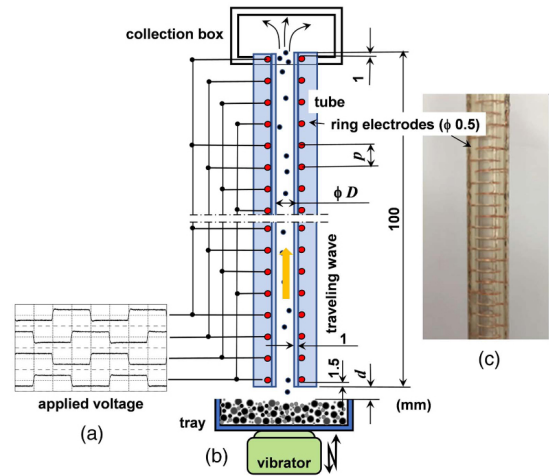 collection box
1
tube
ring electrodes (ϕ 0.5)
p
ϕ D
100
traveling wave
1
1.5
d
(mm)
applied voltage
tray
vibrator
(a)
(b)
(c)